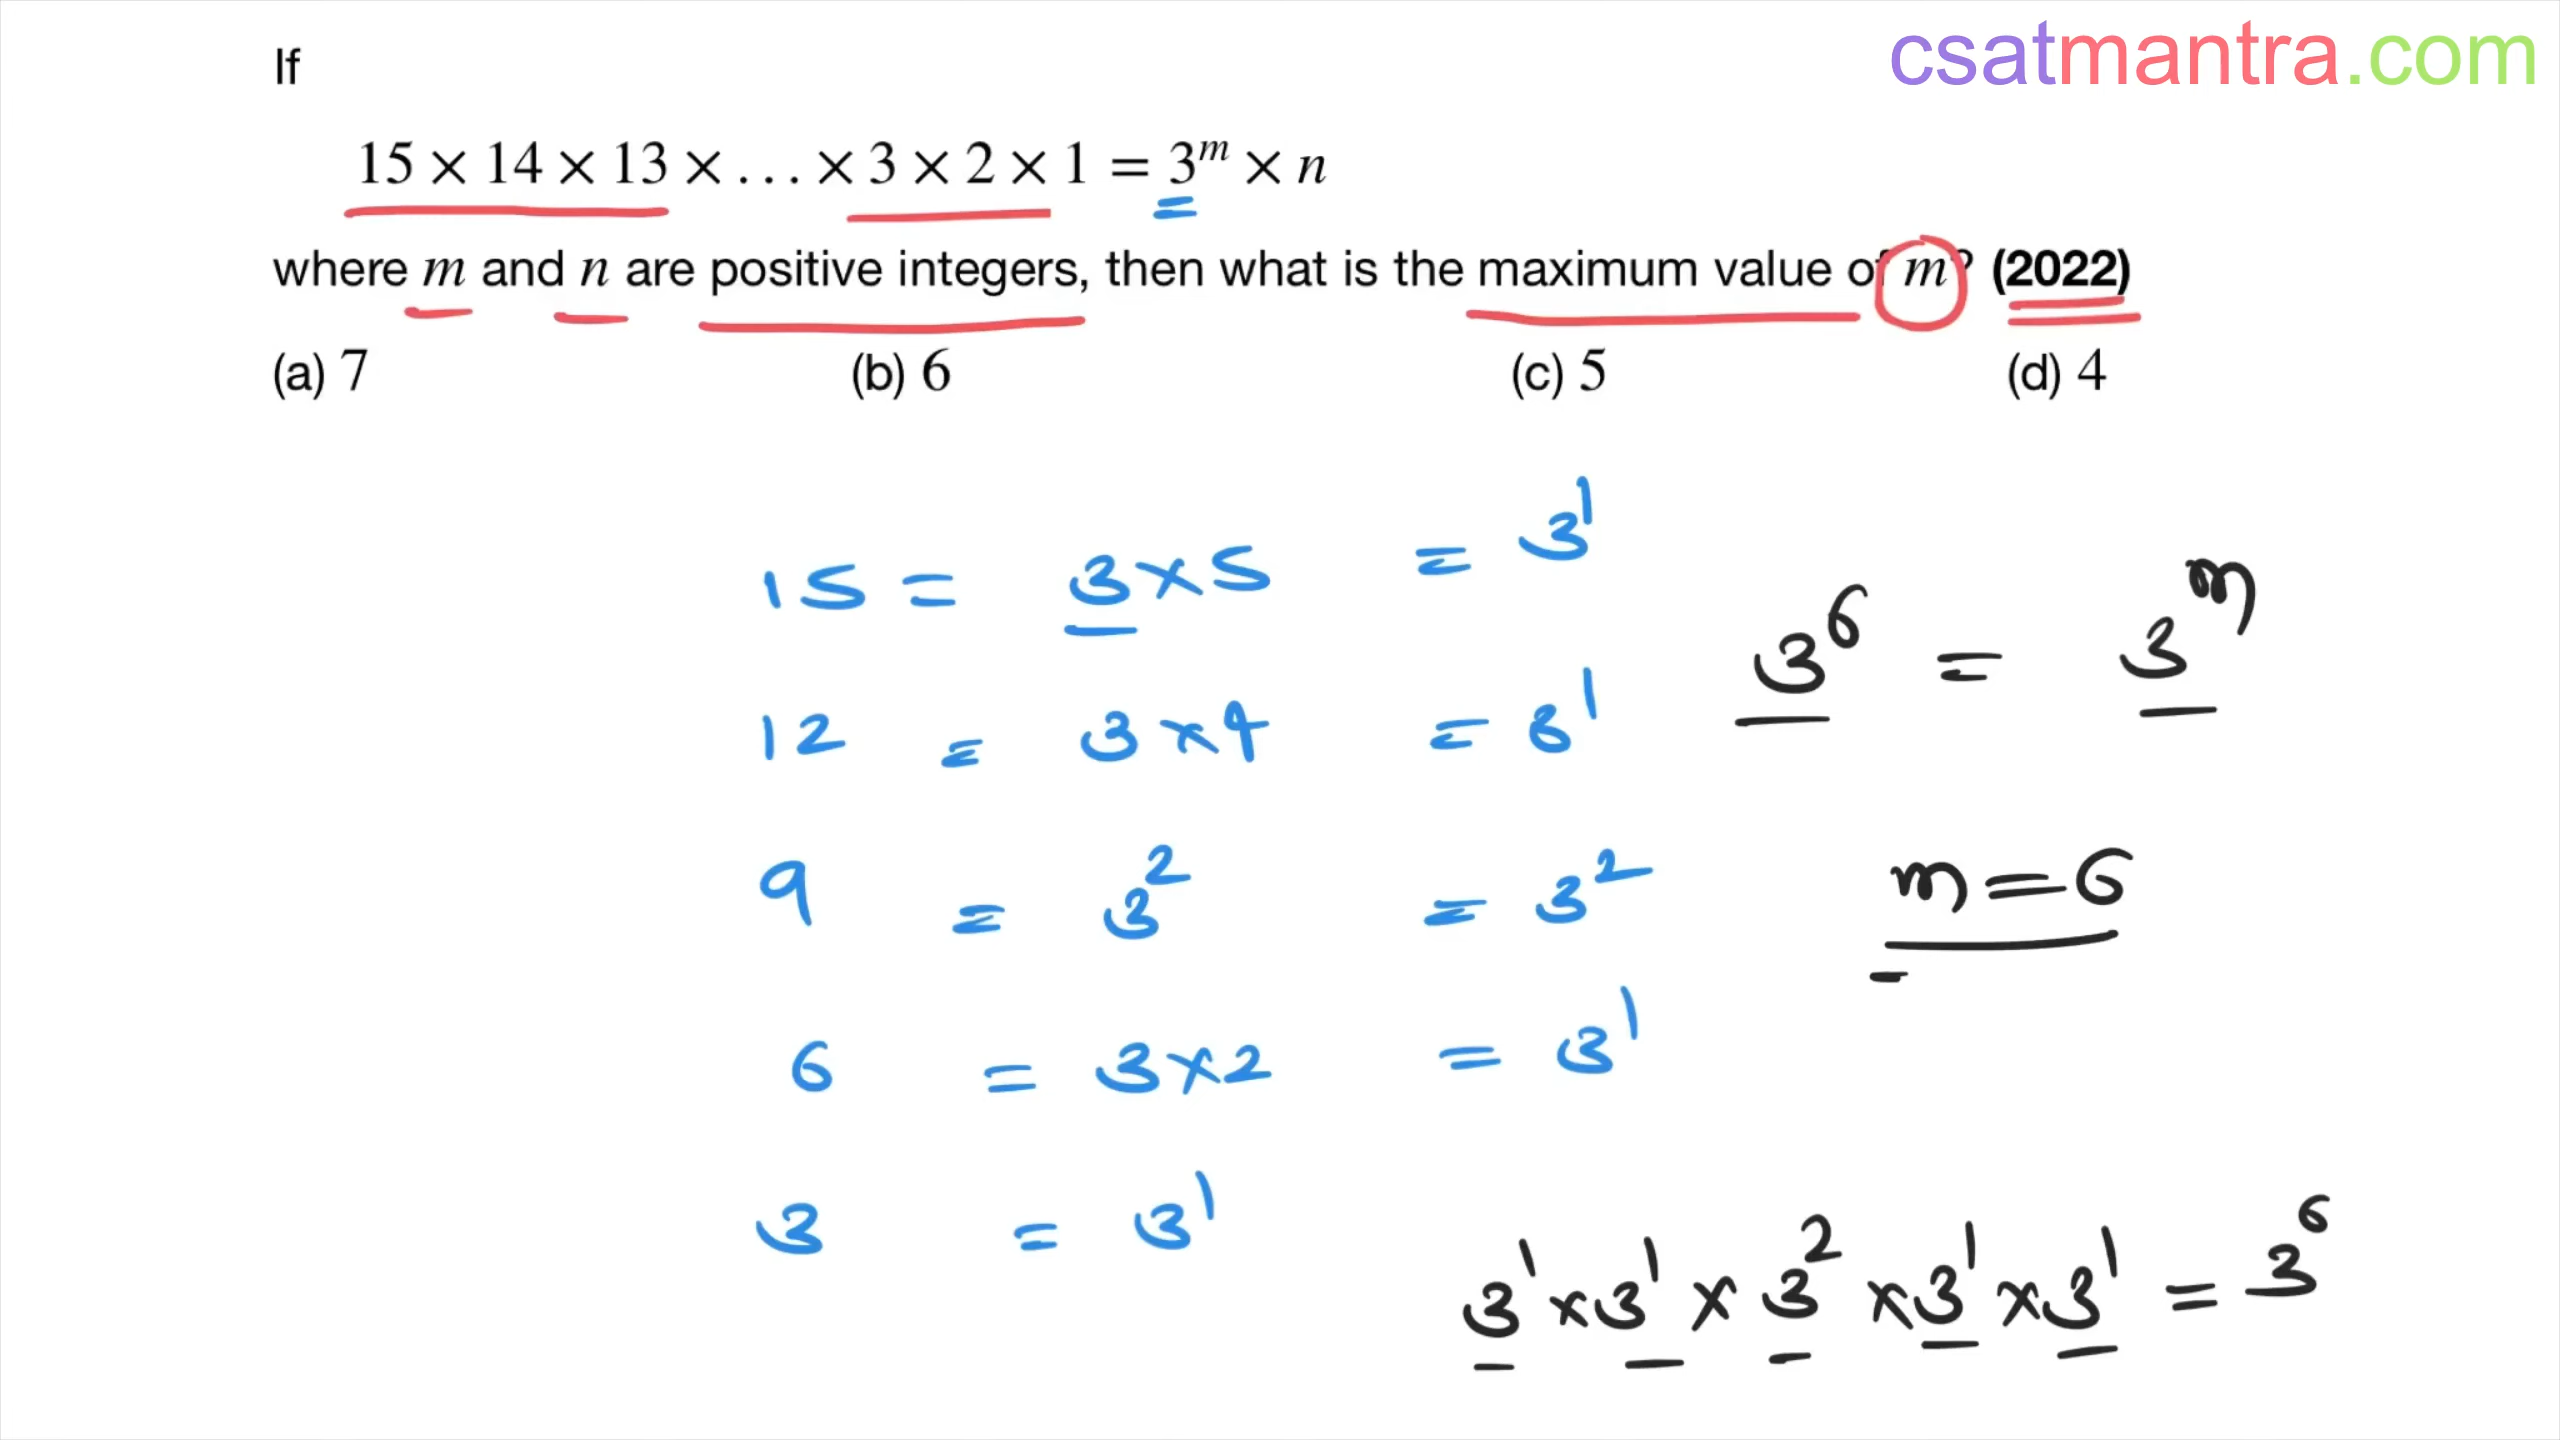 csatmantra.com
If
15 × 14 × 13 × ... × 3 × 2 × 1 = 3^m × n
where m and n are positive integers, then what is the maximum value of m? (2022)
(a) 7 (b) 6 (c) 5 (d) 4
15 = 3×5 = 3^1
12 = 3×4 = 3^1
9 = 3^2 = 3^2
6 = 3×2 = 3^1
3 = 3^1
3^6 = 3^m
m = 6
3^1 × 3^1 × 3^2 × 3^1 × 3^1 = 3^6